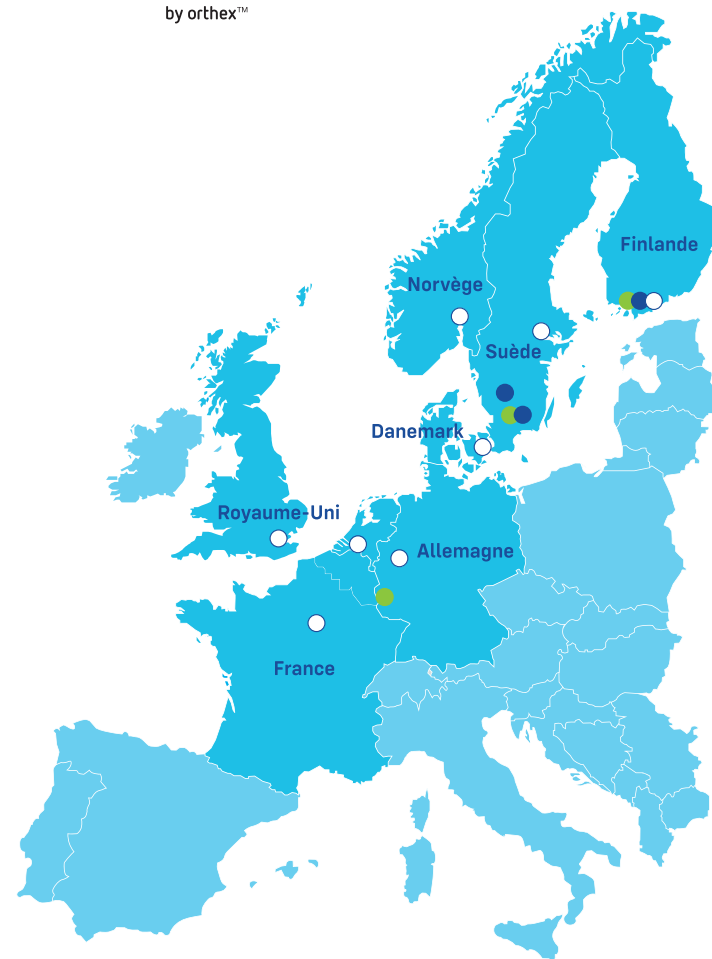 by orthex™
Finlande
Norvège
Suède
Danemark
Royaume-Uni
Allemagne
France